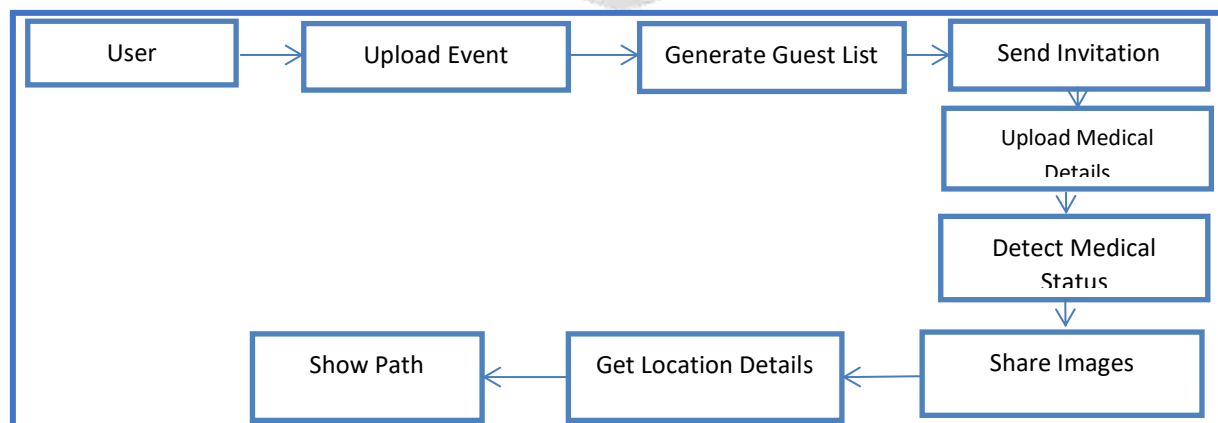 User
Upload Event
Generate Guest List
Send Invitation
Upload Medical
Details
Detect Medical
Status
Share Images
Get Location Details
Show Path